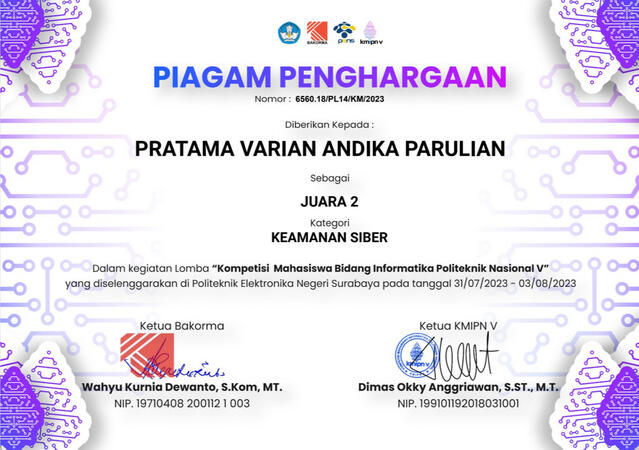 BAKORMA pens kmipn v
PIAGAM PENGHARGAAN
Nomor : 6560.18/PL14/KM/2023
Diberikan Kepada :
PRATAMA VARIAN ANDIKA PARULIAN
Sebagai
JUARA 2
Kategori
KEAMANAN SIBER
Dalam kegiatan Lomba “Kompetisi Mahasiswa Bidang Informatika Politeknik Nasional V”
yang diselenggarakan di Politeknik Elektronika Negeri Surabaya pada tanggal 31/07/2023 - 03/08/2023
Ketua Bakorma
Wahyu Kurnia Dewanto, S.Kom, MT.
NIP. 19710408 200112 1 003
Ketua KMIPN V
kmipn v
Dimas Okky Anggriawan, S.ST., M.T.
NIP. 199101192018031001